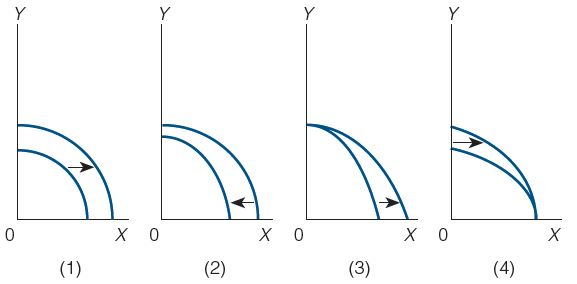 Y Y Y Y
0 X 0 X 0 X 0 X
(1) (2) (3) (4)